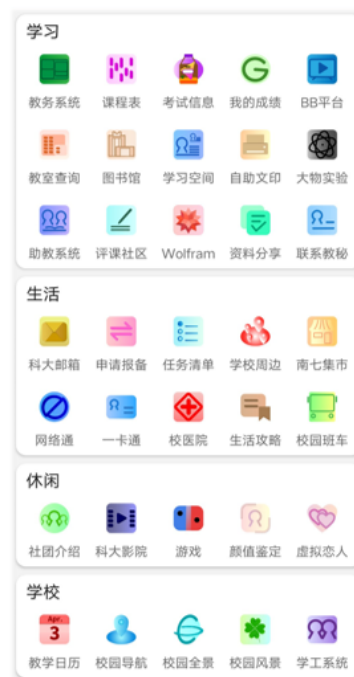 学习
教务系统 课程表 考试信息 我的成绩 BB平台
教室查询 图书馆 学习空间 自助文印 大物实验
助教系统 评课社区 Wolfram 资料分享 联系教秘
生活
科大邮箱 申请报备 任务清单 学校周边 南七集市
网络通 一卡通 校医院 生活攻略 校园班车
休闲
社团介绍 科大影院 游戏 颜值鉴定 虚拟恋人
学校
Apr.
3
教学日历 校园导航 校园全景 校园风景 学工系统